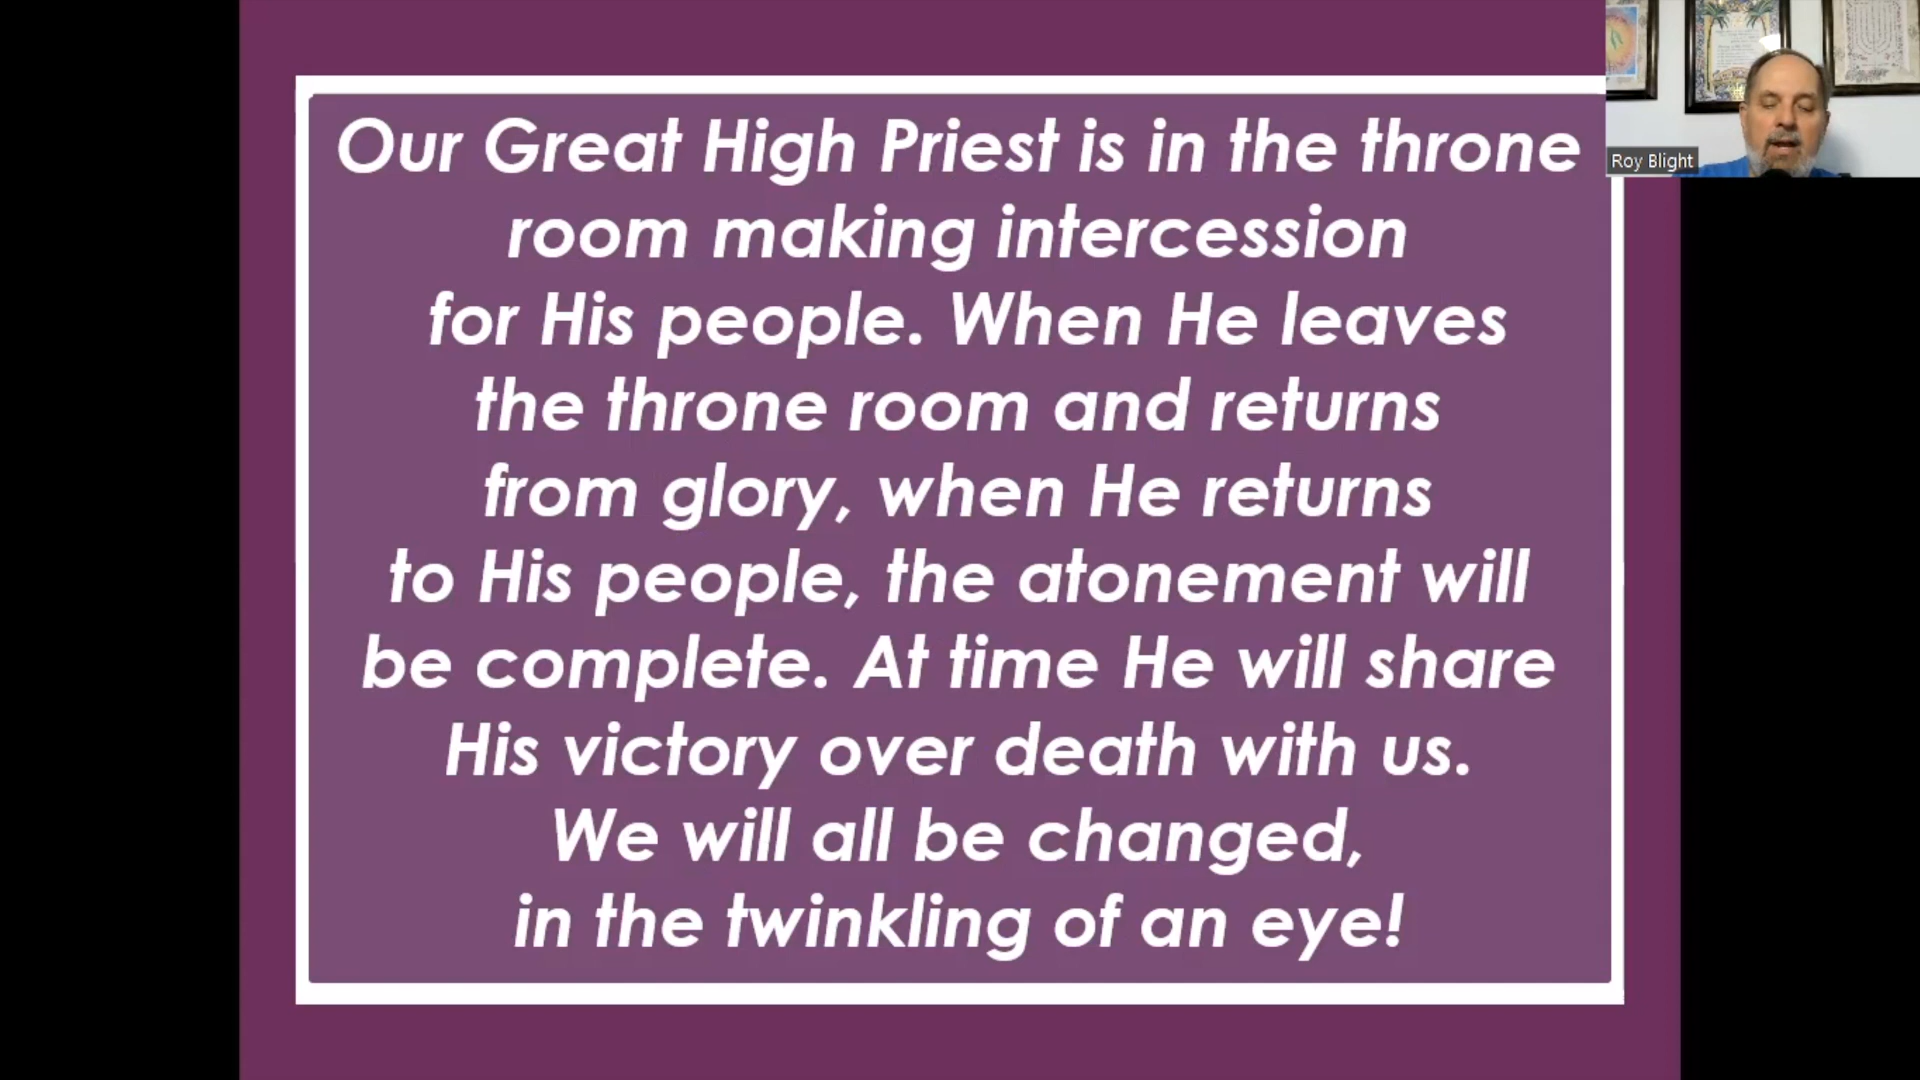 Our Great High Priest is in the throne
room making intercession
for His people. When He leaves
the throne room and returns
from glory, when He returns
to His people, the atonement will
be complete. At time He will share
His victory over death with us.
We will all be changed,
in the twinkling of an eye!
Roy Blight